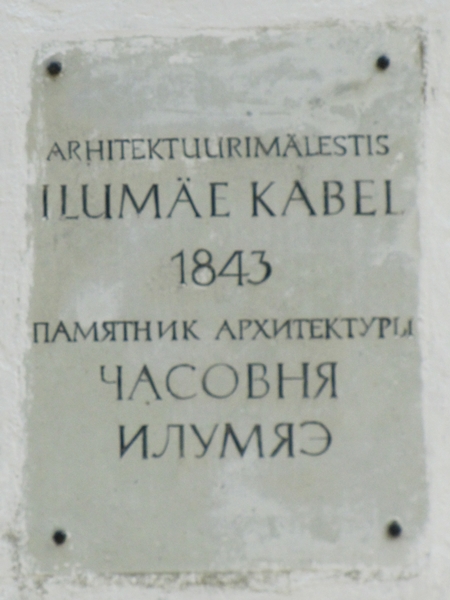 ARHITEKTUURIMÄLESTIS
ILUMÄE KABEL
1843
ПАМЯТНИК АРХИТЕКТУРЫ
ЧАСОВНЯ
ИЛУМЯЭ